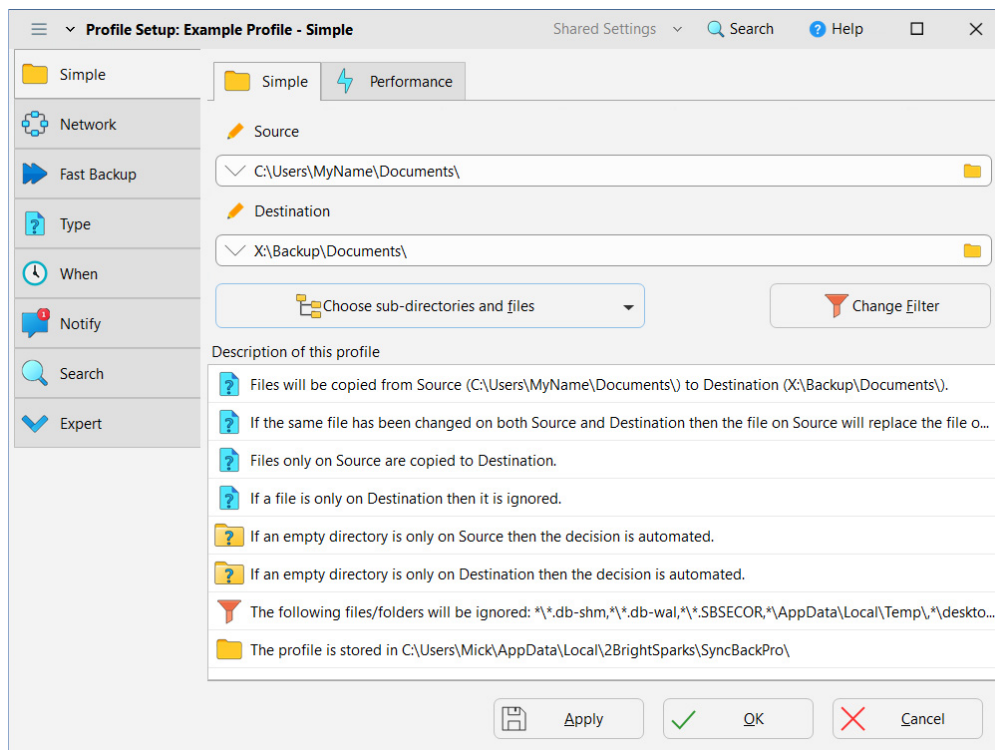 Profile Setup: Example Profile - Simple Shared Settings Search Help
Simple
Network
Fast Backup
Type
When
1
Notify
Search
Expert
Simple Performance
Source
C:\Users\MyName\Documents\
Destination
X:\Backup\Documents\
Choose sub-directories and files Change Filter
Description of this profile
Files will be copied from Source (C:\Users\MyName\Documents\) to Destination (X:\Backup\Documents\).
If the same file has been changed on both Source and Destination then the file on Source will replace the file o...
Files only on Source are copied to Destination.
If a file is only on Destination then it is ignored.
If an empty directory is only on Source then the decision is automated.
If an empty directory is only on Destination then the decision is automated.
The following files/folders will be ignored: *\*.db-shm,*\*.db-wal,*\*.SBSECOR,*\AppData\Local\Temp\,*\deskto...
The profile is stored in C:\Users\Mick\AppData\Local\2BrightSparks\SyncBackPro\
Apply OK Cancel